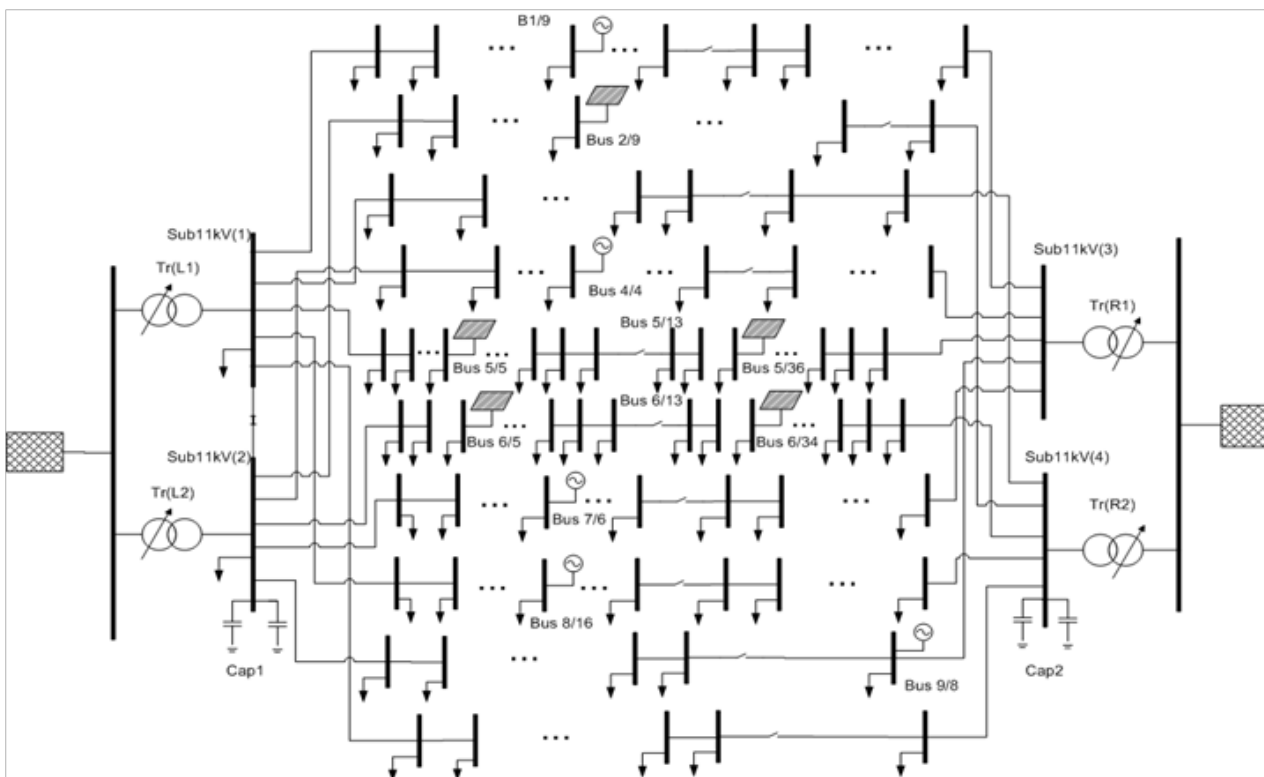 B1/9
Bus 2/9
Sub11kV(1)
Tr(L1)
Bus 4/4
Sub11kV(3)
Tr(R1)
Bus 5/13
Bus 5/5
Bus 5/36
Bus 6/13
Bus 6/5
Bus 6/34
Sub11kV(2)
Tr(L2)
Sub11kV(4)
Tr(R2)
Bus 7/6
Bus 8/16
Cap1
Cap2
Bus 9/8